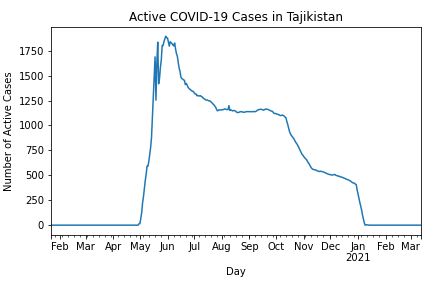 Active COVID-19 Cases in Tajikistan
Number of Active Cases
1750
1500
1250
1000
750
500
250
0
Feb Mar Apr May Jun Jul Aug Sep Oct Nov Dec Jan Feb Mar
2021
Day